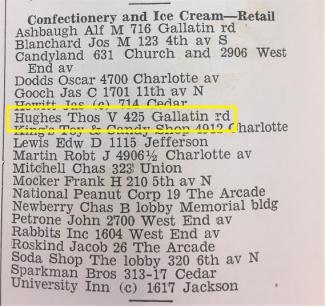 Confectionery and Ice Cream—Retail
Ashbaugh Alf M 716 Gallatin rd
Blanchard Jos M 123 4th av S
Candyland 631 Church and 2906 West
End av
Dodds Oscar 4700 Charlotte av
Gooch Jas C 1701 11th av N
Hewitt Jas (c) 714 Cedar
Hughes Thos V 425 Gallatin rd
King's Toy & Candy Shop 4912 Charlotte
Lewis Edw D 1115 Jefferson
Martin Robt J 4906½ Charlotte av
Mitchell Chas 323 Union
Mocker Frank H 210 5th av N
National Peanut Corp 19 The Arcade
Newberry Chas B lobby Memorial bldg
Petrone John 2700 West End av
Rabbits Inc 1604 West End av
Roskind Jacob 26 The Arcade
Soda Shop The lobby 320 6th av N
Sparkman Bros 313-17 Cedar
University Inn (c) 1617 Jackson